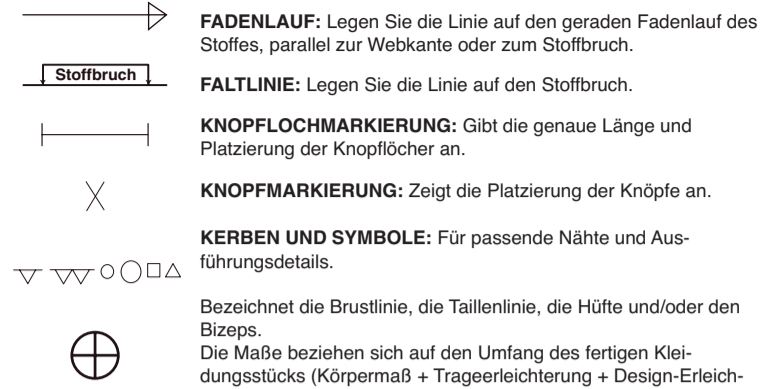 FADENLAUF: Legen Sie die Linie auf den geraden Fadenlauf des
Stoffes, parallel zur Webkante oder zum Stoffbruch.
Stoffbruch
FALTLINIE: Legen Sie die Linie auf den Stoffbruch.
KNOPFLOCHMARKIERUNG: Gibt die genaue Länge und
Platzierung der Knopflöcher an.
KNOPFMARKIERUNG: Zeigt die Platzierung der Knöpfe an.
KERBEN UND SYMBOLE: Für passende Nähte und Aus-
führungsdetails.
Bezeichnet die Brustlinie, die Taillenlinie, die Hüfte und/oder den
Bizeps.
Die Maße beziehen sich auf den Umfang des fertigen Klei-
dungsstücks (Körpermaß + Trageerleichterung + Design-Erleich-